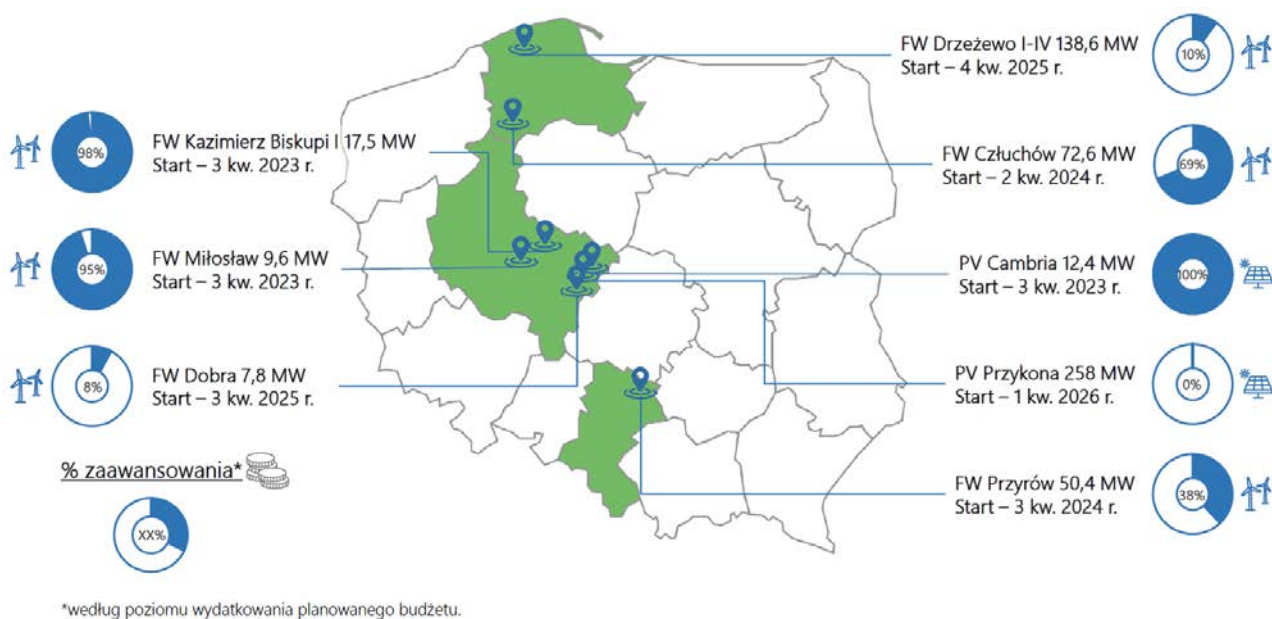 98%
FW Kazimierz Biskupi I 17,5 MW
Start – 3 kw. 2023 r.
95%
FW Miłosław 9,6 MW
Start – 3 kw. 2023 r.
8%
FW Dobra 7,8 MW
Start – 3 kw. 2025 r.
% zaawansowania*
XX%
FW Drzeżewo I-IV 138,6 MW
Start – 4 kw. 2025 r.
10%
FW Człuchów 72,6 MW
Start – 2 kw. 2024 r.
69%
PV Cambria 12,4 MW
Start – 3 kw. 2023 r.
100%
PV Przykona 258 MW
Start – 1 kw. 2026 r.
0%
FW Przyrów 50,4 MW
Start – 3 kw. 2024 r.
38%
*według poziomu wydatkowania planowanego budżetu.